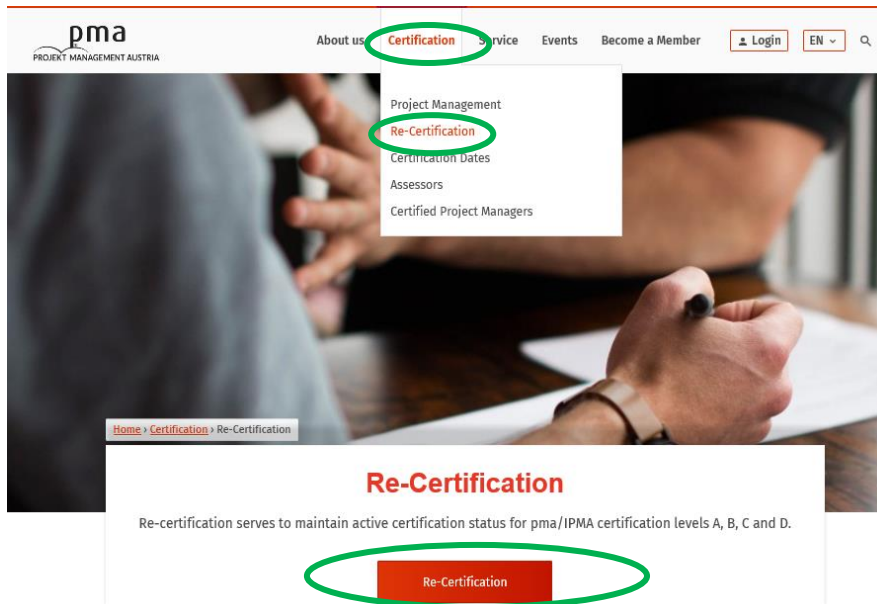 pma
PROJEKT MANAGEMENT AUSTRIA
About us Certification Service Events Become a Member Login EN
Project Management
Re-Certification
Certification Dates
Assessors
Certified Project Managers
Home › Certification › Re-Certification
Re-Certification
Re-certification serves to maintain active certification status for pma/IPMA certification levels A, B, C and D.
Re-Certification